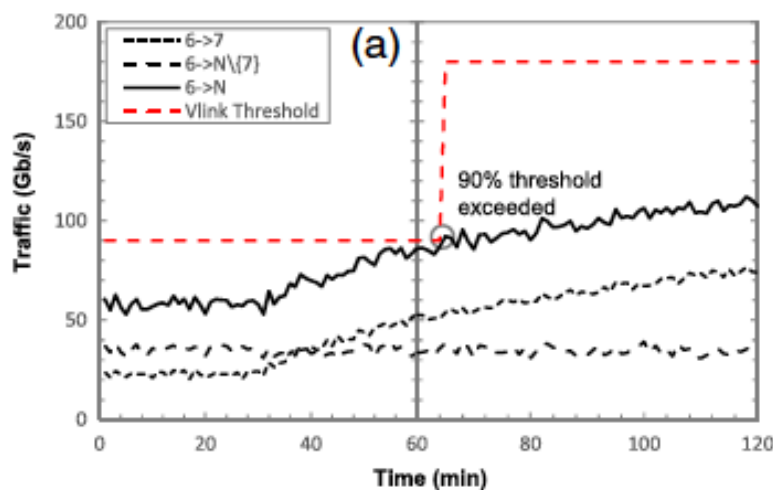 200
(a)
6->7
6->N\{7}
6->N
Vlink Threshold
150
90% threshold
exceeded
100
50
0
Traffic (Gb/s)
0 20 40 60 80 100 120
Time (min)